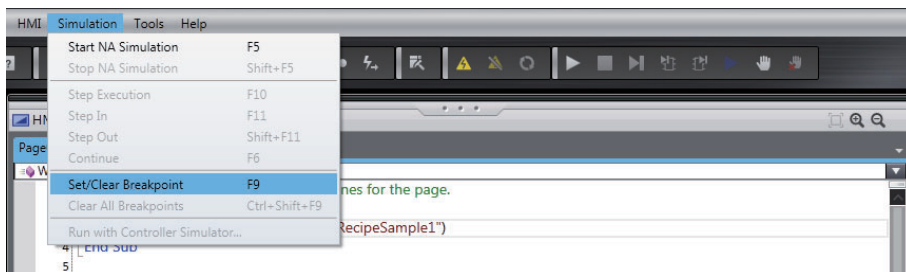 HMI Simulation Tools Help
Start NA Simulation F5
Stop NA Simulation Shift+F5
Step Execution F10
Step In F11
Step Out Shift+F11
Continue F6
Set/Clear Breakpoint F9
Clear All Breakpoints Ctrl+Shift+F9
Run with Controller Simulator...
Page
W
nes for the page.
RecipeSample1")
4 End Sub
5